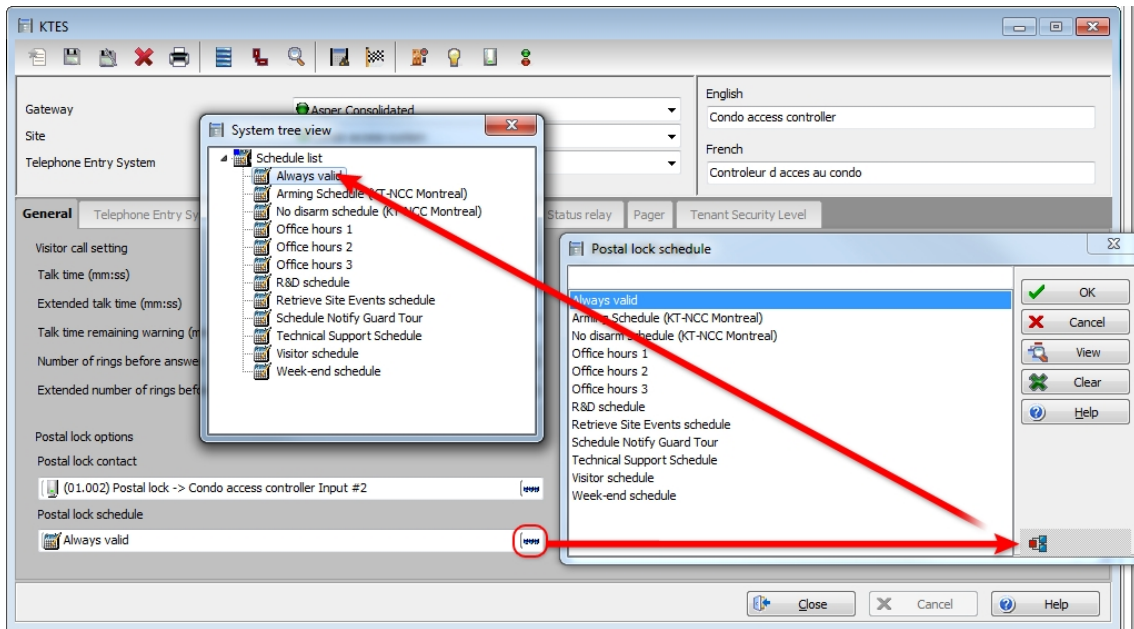 KTES
Gateway
Asper Consolidated
Site
Telephone Entry System
English
Condo access controller
French
Controleur d acces au condo
General
Telephone Entry Sy
Status relay
Pager
Tenant Security Level
Visitor call setting
Talk time (mm:ss)
Extended talk time (mm:ss)
Talk time remaining warning (m
Number of rings before answe
Extended number of rings befo
Postal lock options
Postal lock contact
(01.002) Postal lock -> Condo access controller Input #2
Postal lock schedule
Always valid
System tree view
Schedule list
Always valid
Arming Schedule (KT-NCC Montreal)
No disarm schedule (KT-NCC Montreal)
Office hours 1
Office hours 2
Office hours 3
R&D schedule
Retrieve Site Events schedule
Schedule Notify Guard Tour
Technical Support Schedule
Visitor schedule
Week-end schedule
Postal lock schedule
Always valid
Arming Schedule (KT-NCC Montreal)
No disarm schedule (KT-NCC Montreal)
Office hours 1
Office hours 2
Office hours 3
R&D schedule
Retrieve Site Events schedule
Schedule Notify Guard Tour
Technical Support Schedule
Visitor schedule
Week-end schedule
OK
Cancel
View
Clear
Help
Close
Cancel
Help